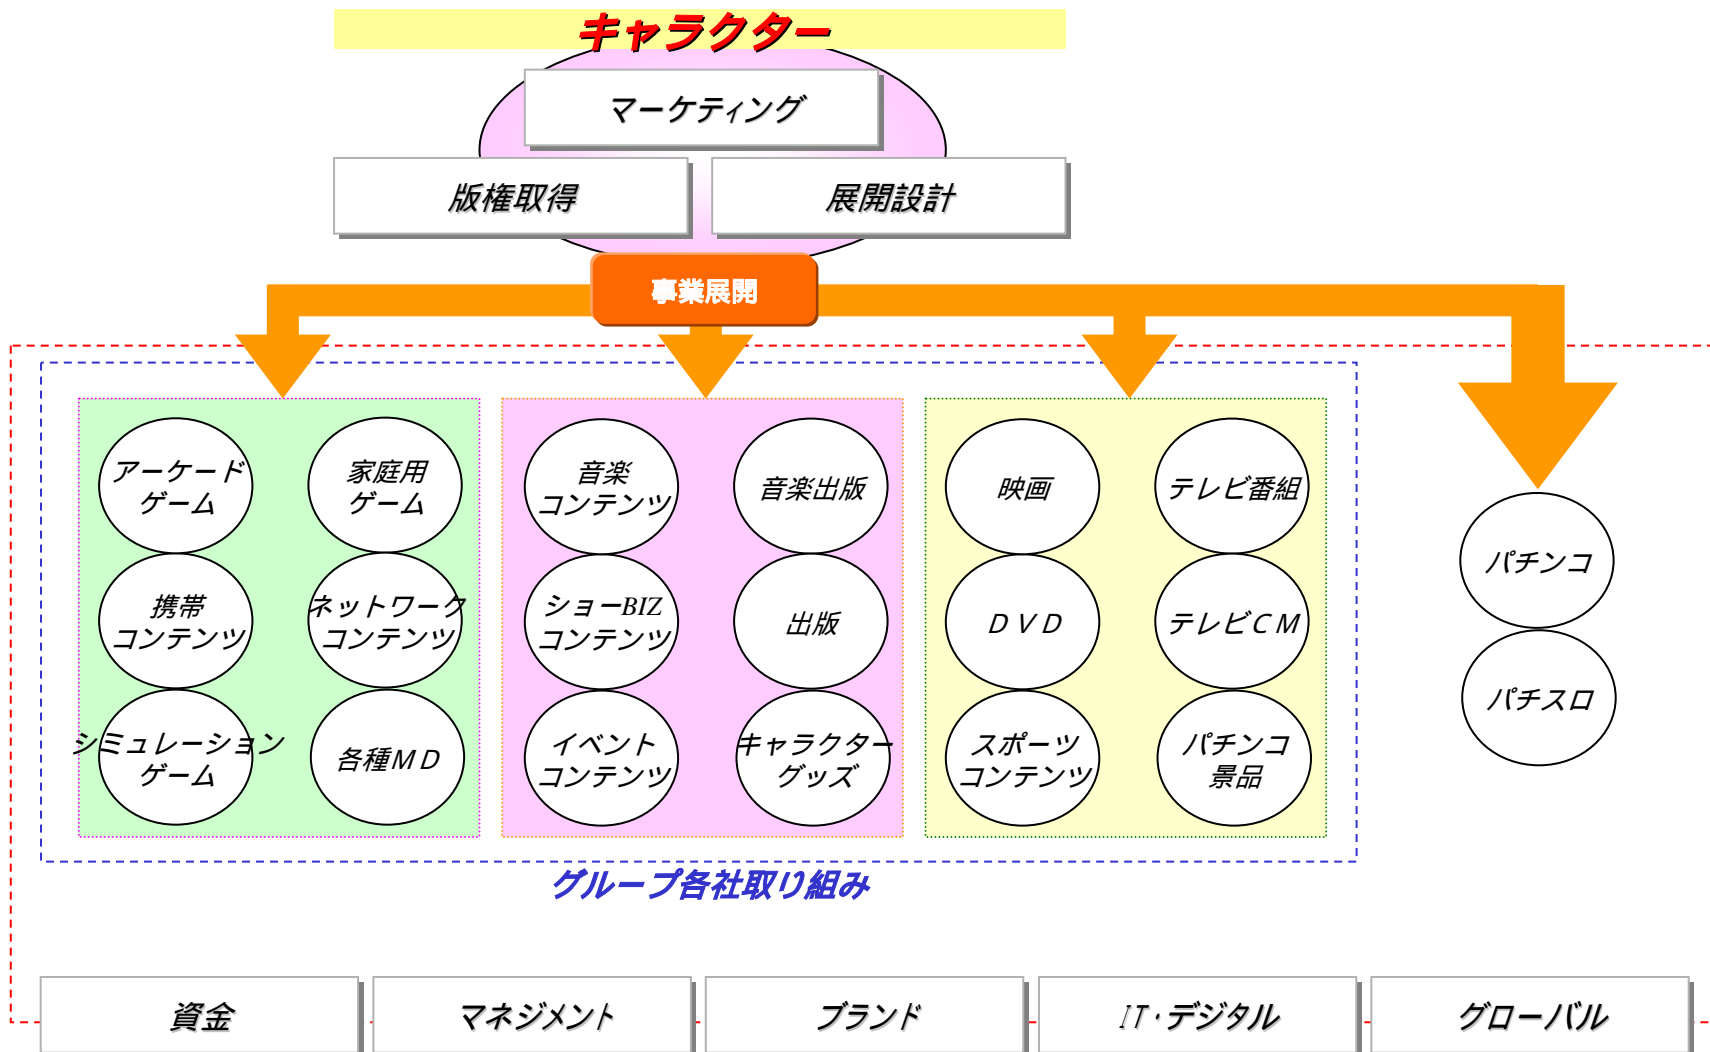 キャラクター
マーケティング
版権取得
展開設計
事業展開
アーケード
ゲーム
家庭用
ゲーム
携帯
コンテンツ
ネットワーク
コンテンツ
シミュレーション
ゲーム
各種ＭＤ
音楽
コンテンツ
音楽出版
ショーBIZ
コンテンツ
出版
イベント
コンテンツ
キャラクター
グッズ
映画
テレビ番組
ＤＶＤ
テレビＣＭ
スポーツ
コンテンツ
パチンコ
景品
パチンコ
パチスロ
グループ各社取り組み
資金
マネジメント
ブランド
IT・デジタル
グローバル